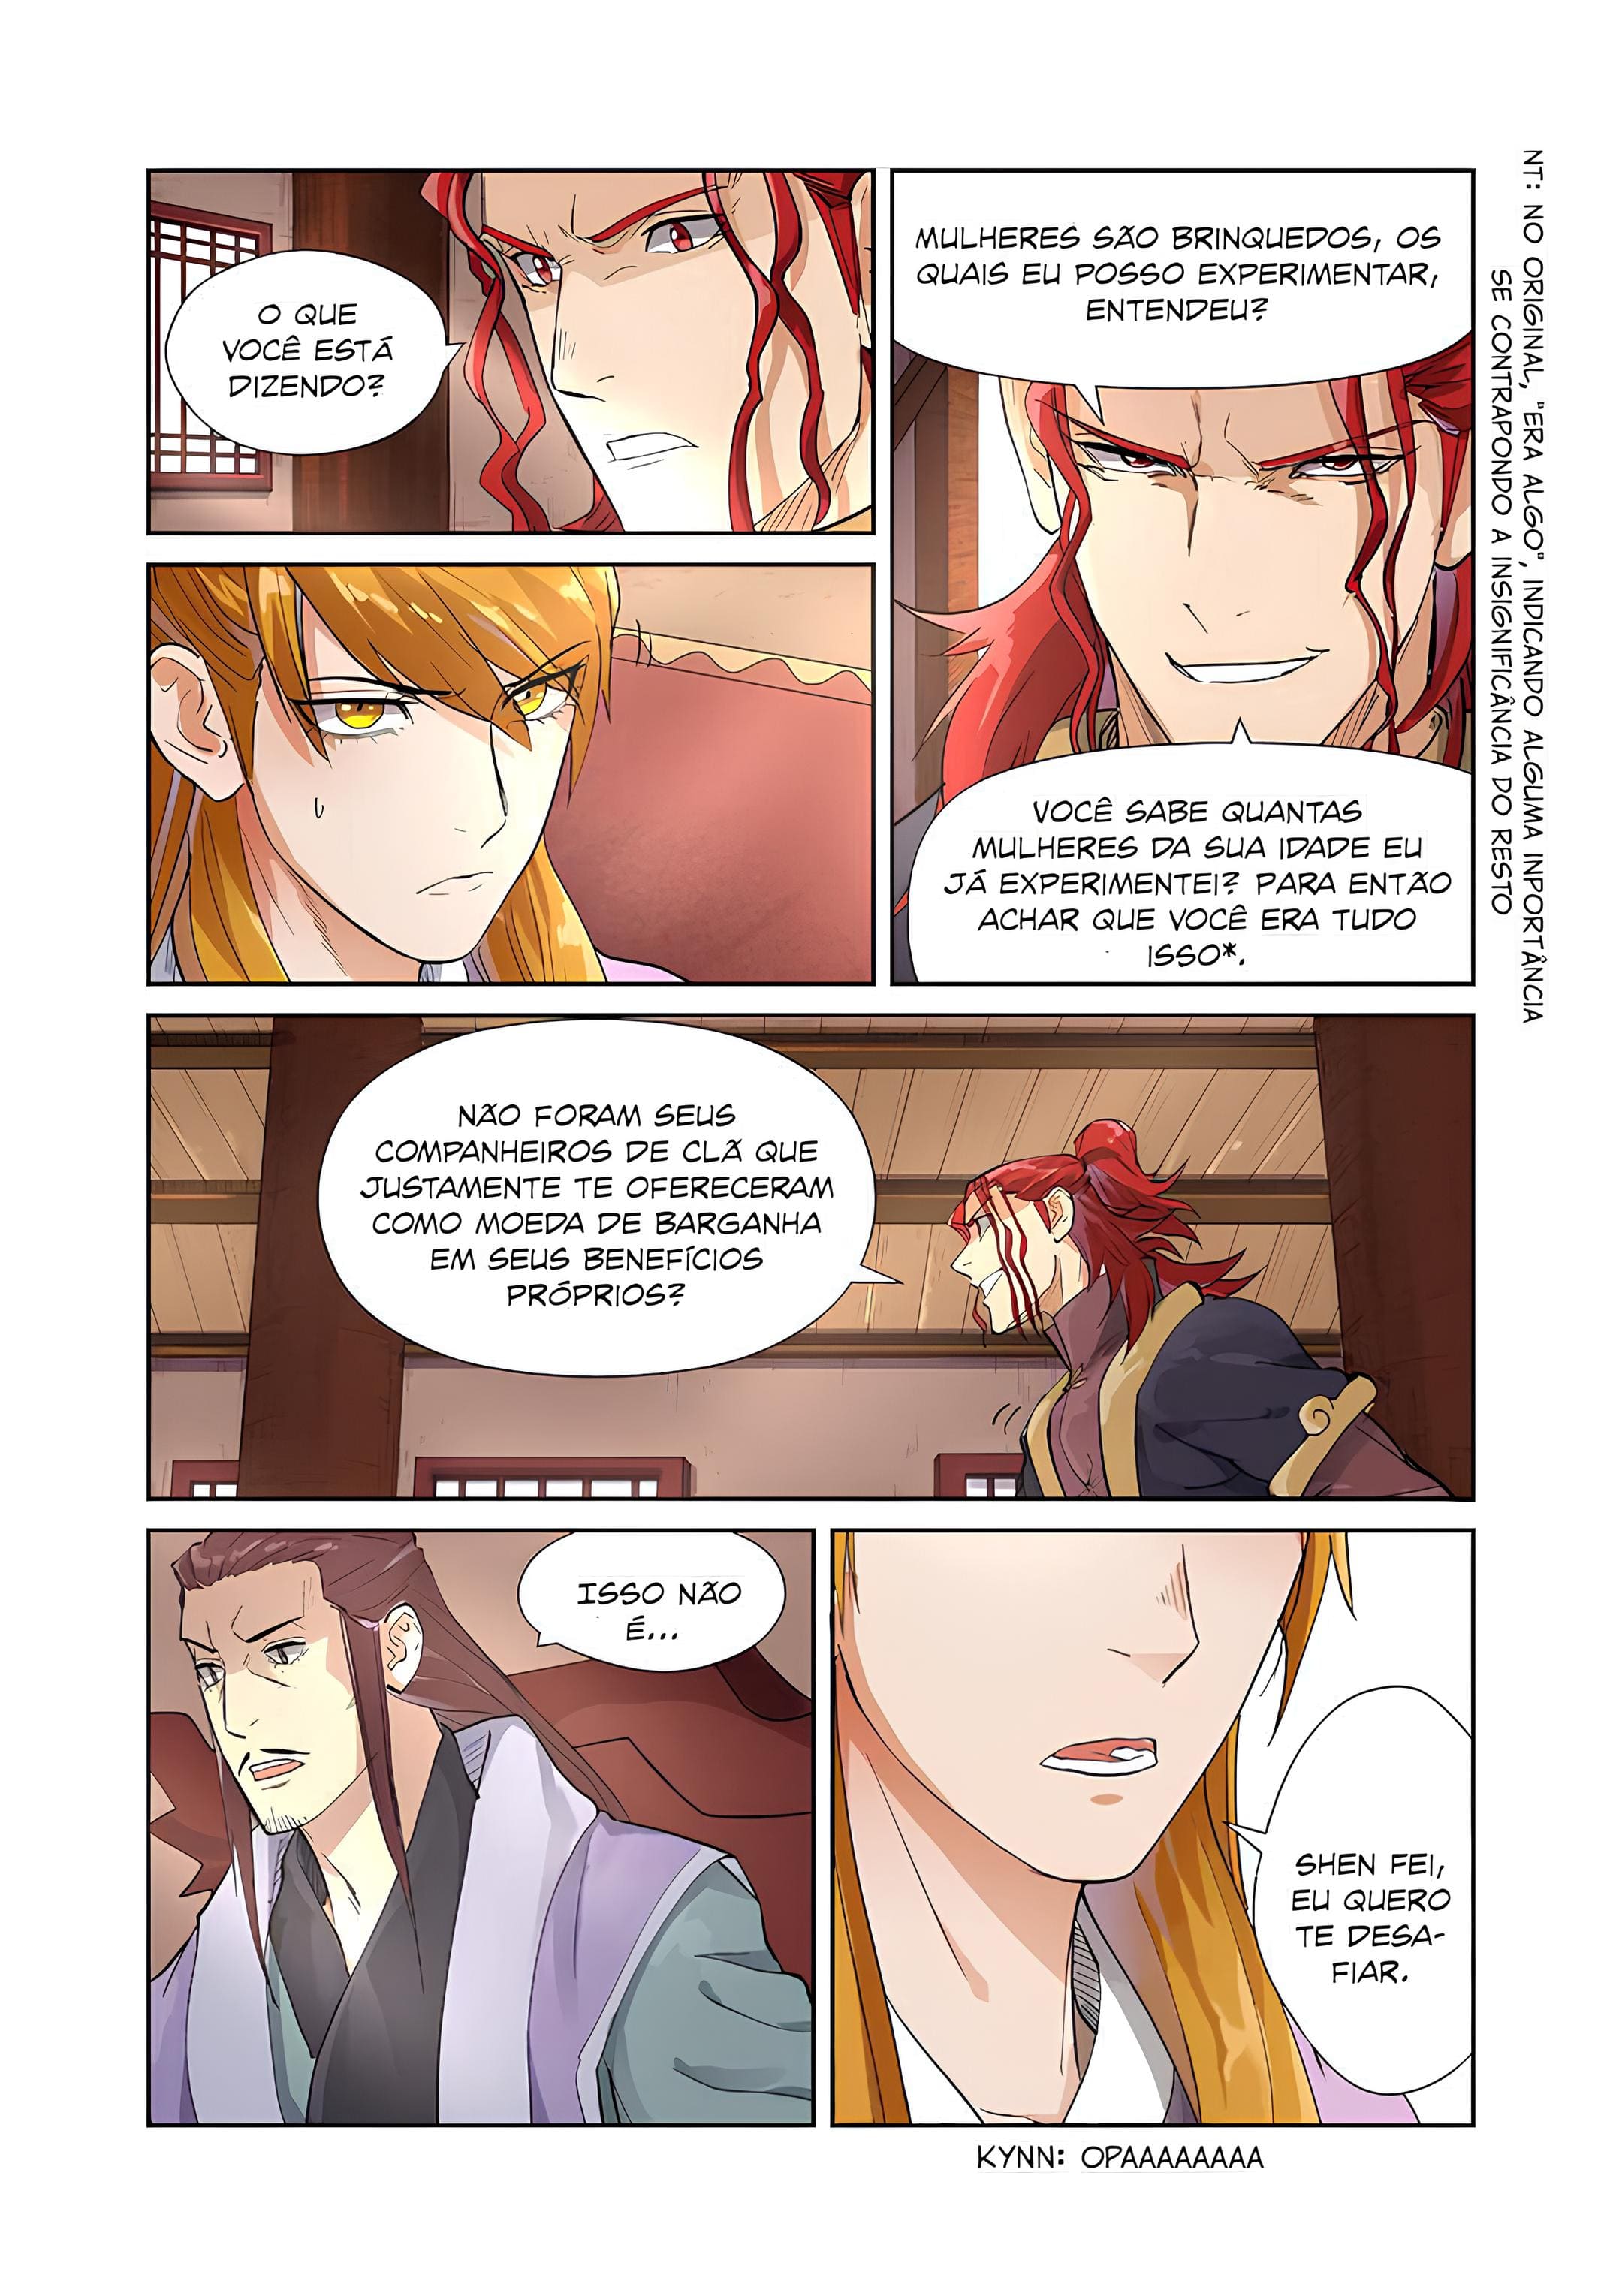 O QUE
VOCÊ ESTÁ
DIZENDO?
MULHERES SÃO BRINQUEDOS, OS
QUAIS EU POSSO EXPERIMENTAR,
ENTENDEU?
VOCÊ SABE QUANTAS
MULHERES DA SUA IDADE EU
JÁ EXPERIMENTEI? PARA ENTÃO
ACHAR QUE VOCÊ ERA TUDO
ISSO*.
NT: NO ORIGINAL, "ERA ALGO", INDICANDO ALGUMA INPORTÂNCIA
SE CONTRAPONDO A INSIGNIFICÂNCIA DO RESTO
NÃO FORAM SEUS
COMPANHEIROS DE CLÃ QUE
JUSTAMENTE TE OFERECERAM
COMO MOEDA DE BARGANHA
EM SEUS BENEFÍCIOS
PRÓPRIOS?
ISSO NÃO
É...
SHEN FEI,
EU QUERO
TE DESA-
FIAR.
KYNN: OPAAAAAAAA